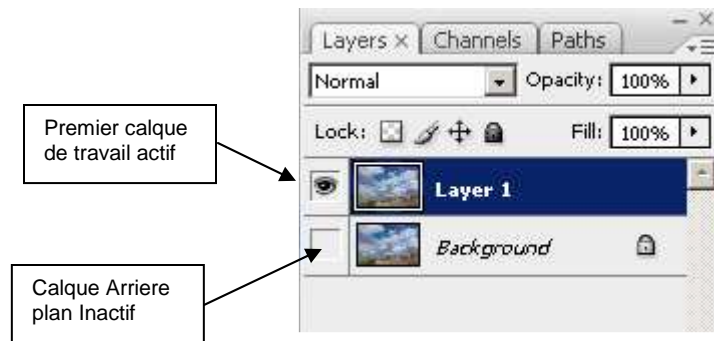 Layers × Channels Paths
Normal Opacity: 100%
Lock: Fill: 100%
Premier calque
de travail actif
Layer 1
Background
Calque Arriere
plan Inactif